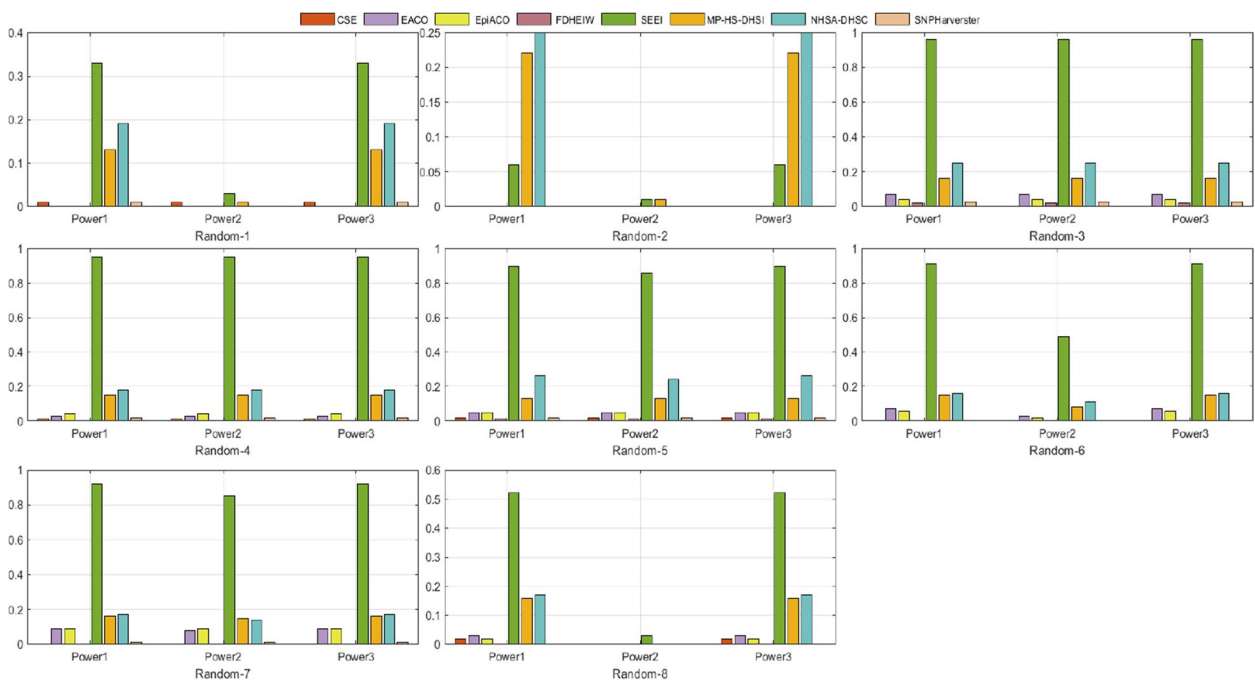 CSE EACO EpiACO FDHEIW SEEI MP-HS-DHSI NHSA-DHSC SNPHarverster
0.4
0.3
0.2
0.1
0
Power1 Power2 Power3
Random-1
0.25
0.2
0.15
0.1
0.05
0
Power1 Power2 Power3
Random-2
1
0.8
0.6
0.4
0.2
0
Power1 Power2 Power3
Random-3
1
0.8
0.6
0.4
0.2
0
Power1 Power2 Power3
Random-4
1
0.8
0.6
0.4
0.2
0
Power1 Power2 Power3
Random-5
1
0.8
0.6
0.4
0.2
0
Power1 Power2 Power3
Random-6
1
0.8
0.6
0.4
0.2
0
Power1 Power2 Power3
Random-7
0.6
0.5
0.4
0.3
0.2
0.1
0
Power1 Power2 Power3
Random-8